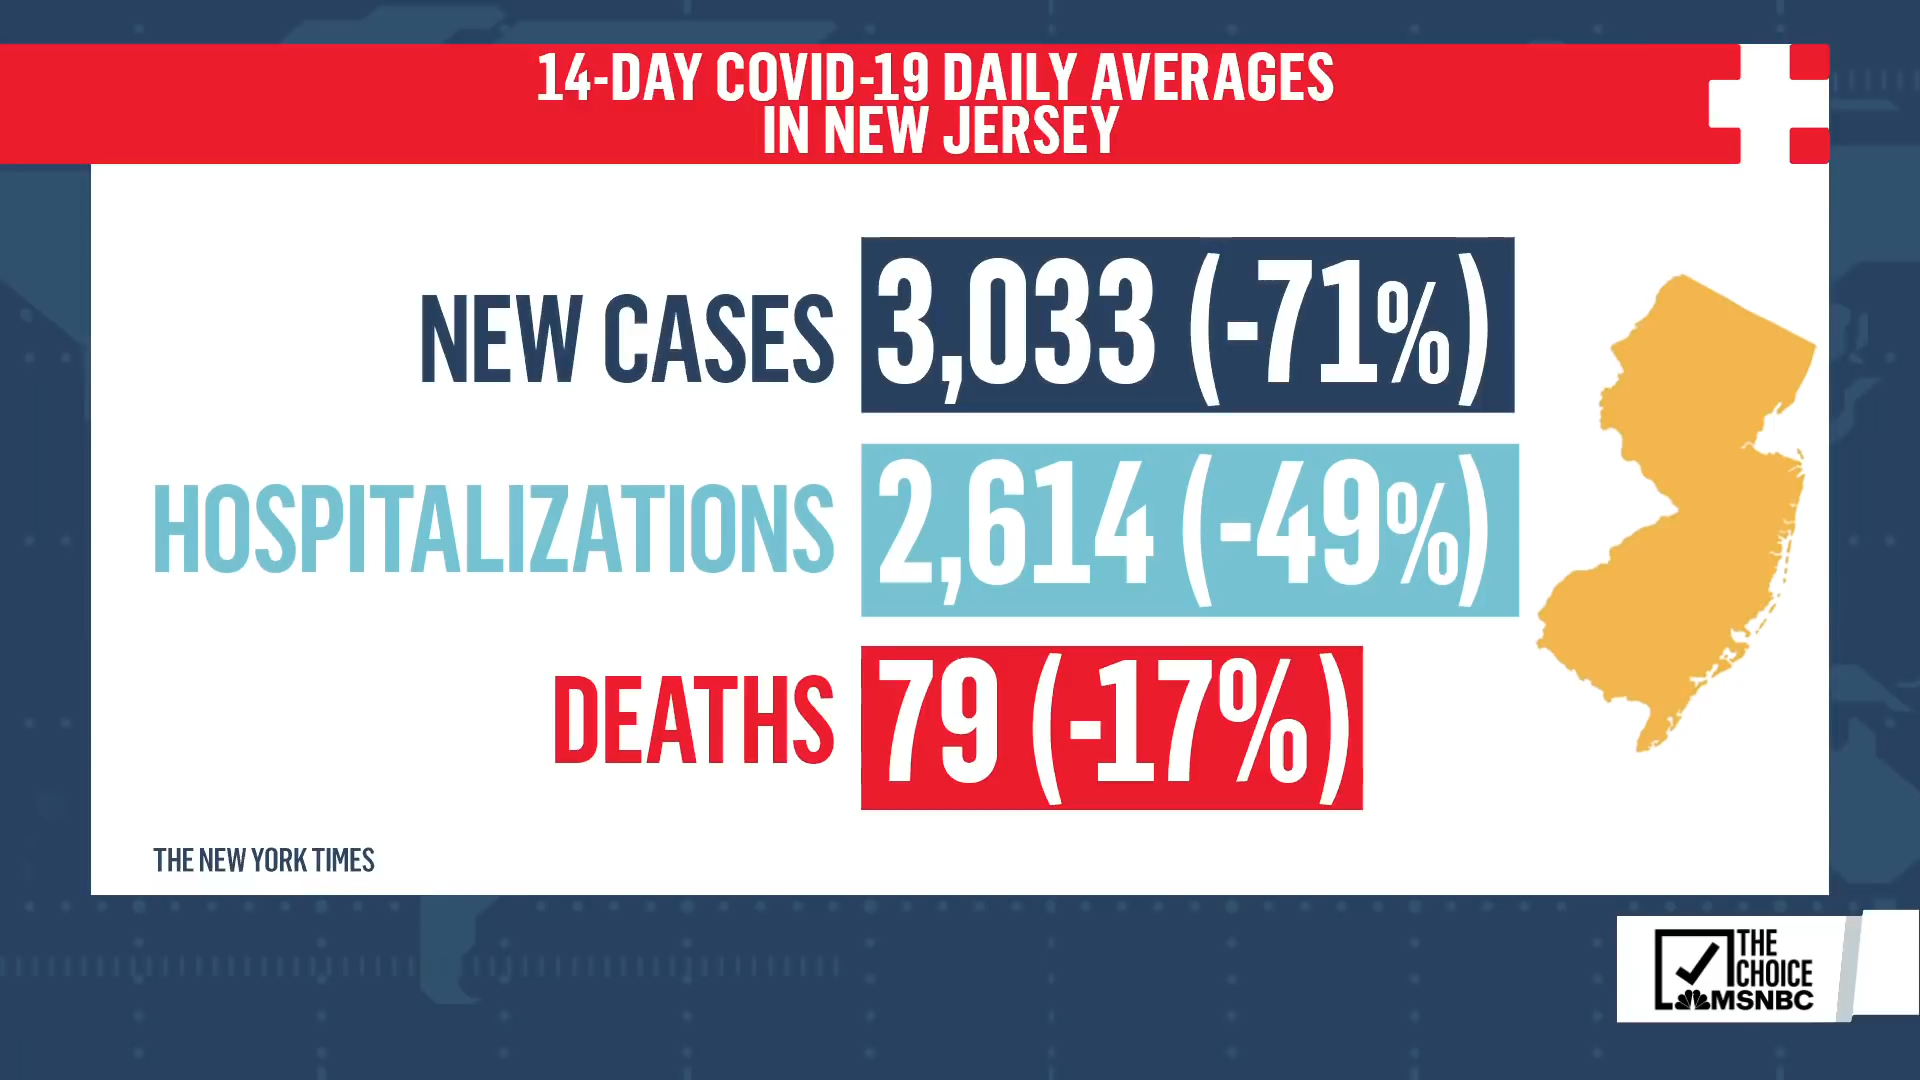 14-DAY COVID-19 DAILY AVERAGES
IN NEW JERSEY
NEW CASES 3,033 (-71%)
HOSPITALIZATIONS 2,614 (-49%)
DEATHS 79 (-17%)
THE NEW YORK TIMES
THE
CHOICE
MSNBC